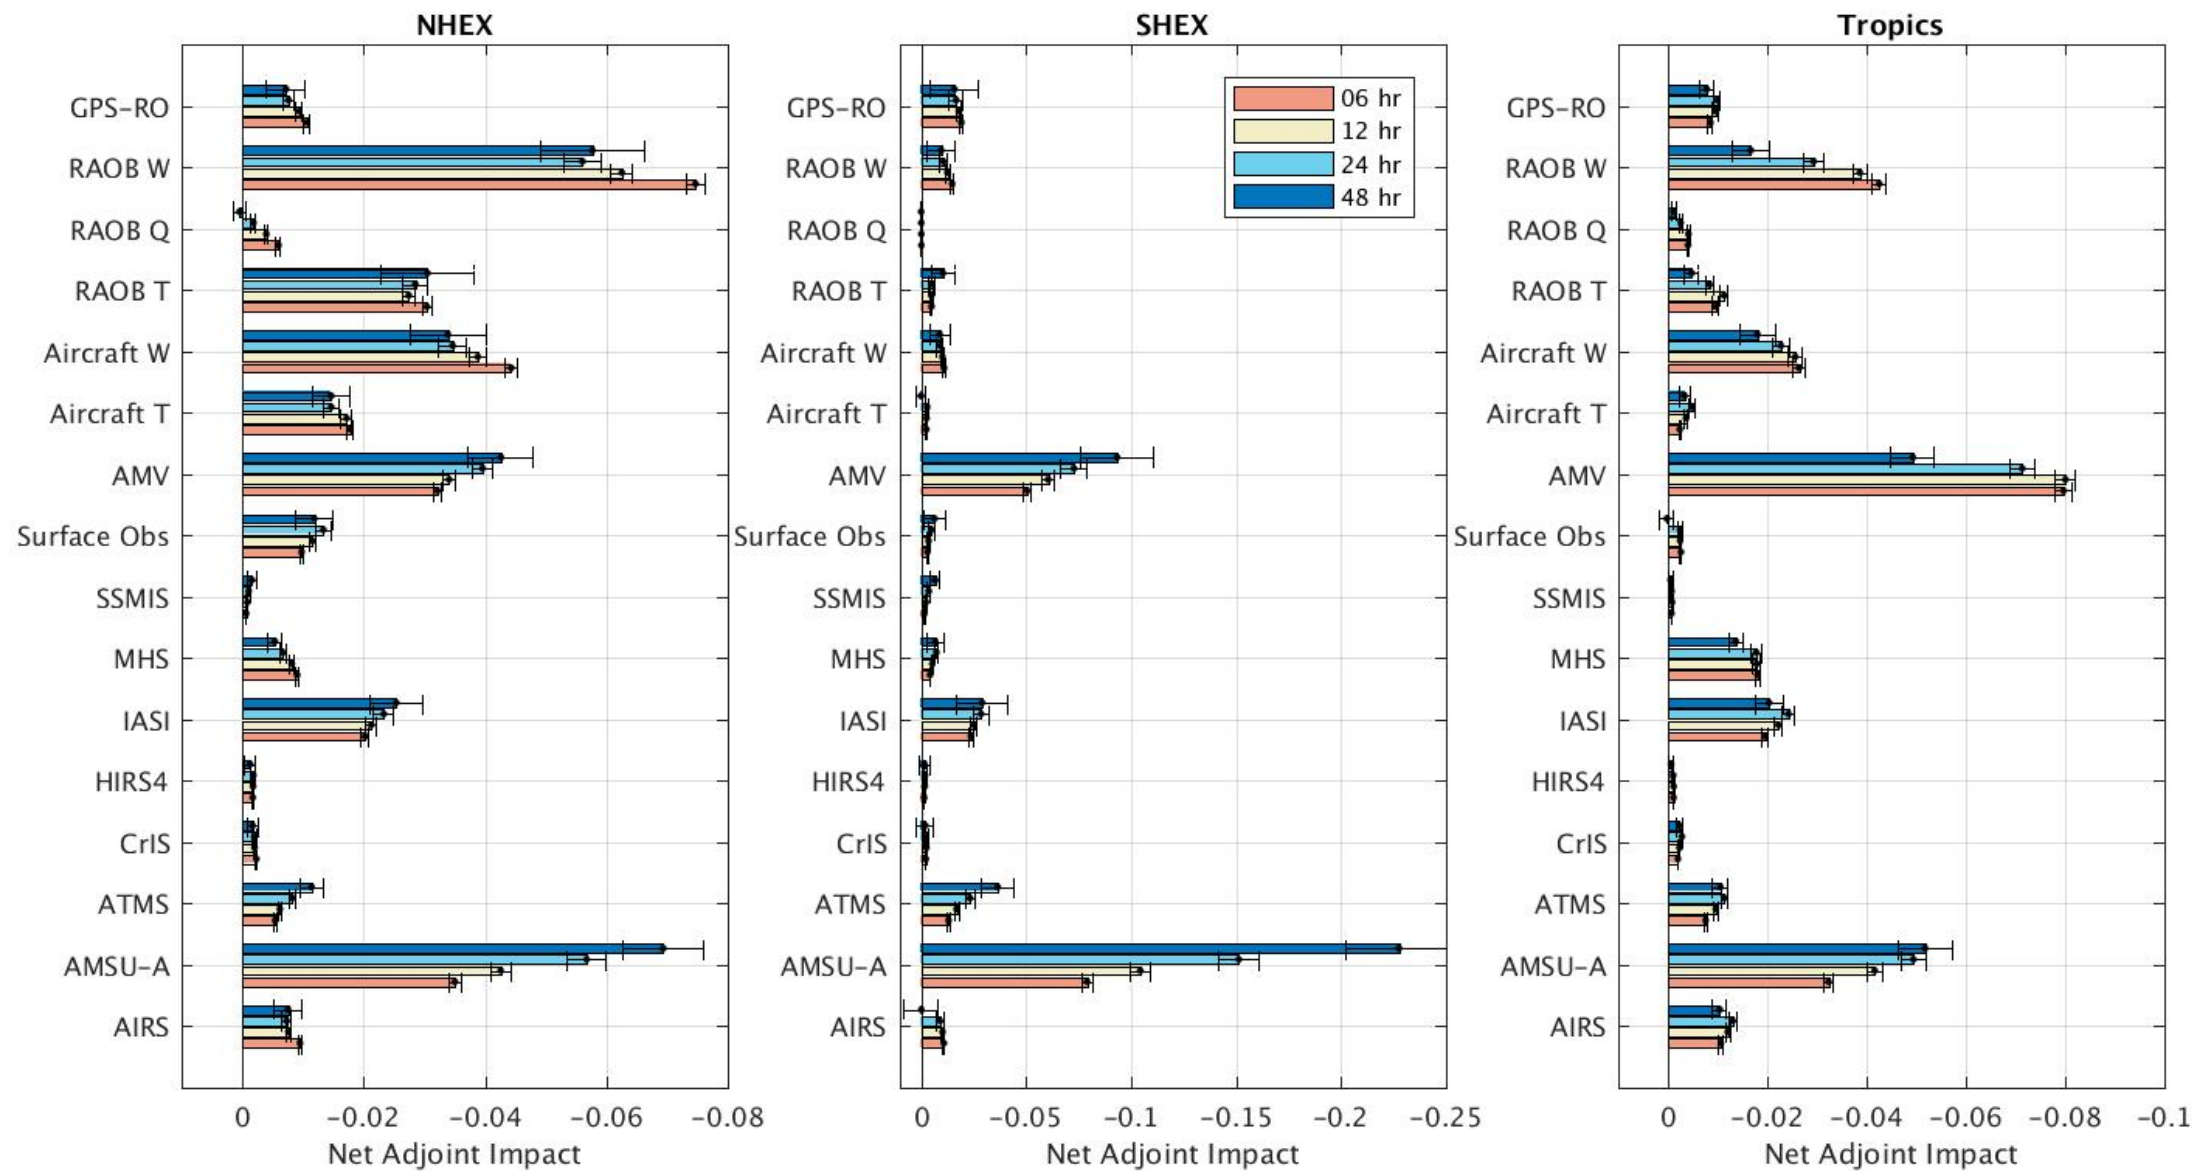 NHEX
GPS-RO
RAOB W
RAOB Q
RAOB T
Aircraft W
Aircraft T
AMV
Surface Obs
SSMIS
MHS
IASI
HIRS4
CrIS
ATMS
AMSU-A
AIRS
0 -0.02 -0.04 -0.06 -0.08
Net Adjoint Impact
SHEX
06 hr
12 hr
24 hr
48 hr
GPS-RO
RAOB W
RAOB Q
RAOB T
Aircraft W
Aircraft T
AMV
Surface Obs
SSMIS
MHS
IASI
HIRS4
CrIS
ATMS
AMSU-A
AIRS
0 -0.05 -0.1 -0.15 -0.2 -0.25
Net Adjoint Impact
Tropics
GPS-RO
RAOB W
RAOB Q
RAOB T
Aircraft W
Aircraft T
AMV
Surface Obs
SSMIS
MHS
IASI
HIRS4
CrIS
ATMS
AMSU-A
AIRS
0 -0.02 -0.04 -0.06 -0.08 -0.1
Net Adjoint Impact